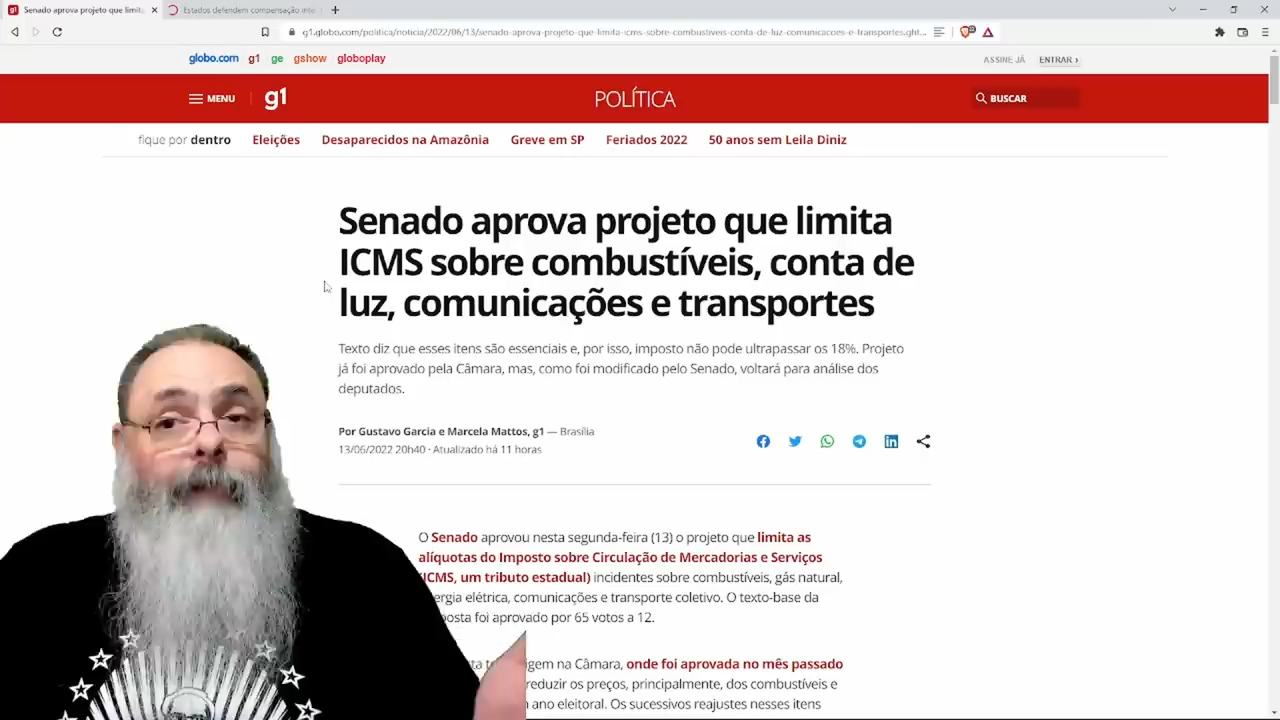 Senado aprova projeto que limita
Estados defendem compensação inte
g1.globo.com/politica/noticia/2022/06/13/senado-aprova-projeto-que-limita-icms-sobre-combustiveis-conta-de-luz-comunicacoes-e-transportes.ght...
globo.com g1 ge gshow globoplay
ASSINE JÁ ENTRAR ›
MENU g1 POLÍTICA BUSCAR
fique por dentro Eleições Desaparecidos na Amazônia Greve em SP Feriados 2022 50 anos sem Leila Diniz
Senado aprova projeto que limita
ICMS sobre combustíveis, conta de
luz, comunicações e transportes
Texto diz que esses itens são essenciais e, por isso, imposto não pode ultrapassar os 18%. Projeto
já foi aprovado pela Câmara, mas, como foi modificado pelo Senado, voltará para análise dos
deputados.
Por Gustavo Garcia e Marcela Mattos, g1 — Brasília
13/06/2022 20h40 · Atualizado há 11 horas
O Senado aprovou nesta segunda-feira (13) o projeto que limita as
alíquotas do Imposto sobre Circulação de Mercadorias e Serviços
ICMS, um tributo estadual) incidentes sobre combustíveis, gás natural,
ergia elétrica, comunicações e transporte coletivo. O texto-base da
posta foi aprovado por 65 votos a 12.
igem na Câmara, onde foi aprovada no mês passado
reduzir os preços, principalmente, dos combustíveis e
ano eleitoral. Os sucessivos reajustes nesses itens